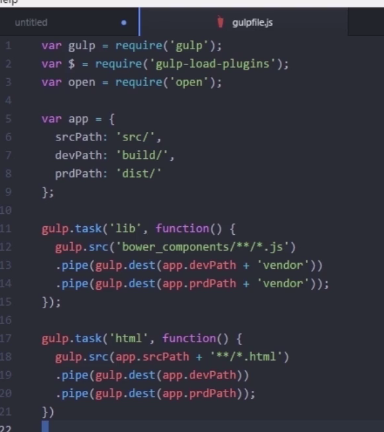 untitled
gulpfile.js
1 var gulp = require('gulp');
2 var $ = require('gulp-load-plugins');
3 var open = require('open');
4
5 var app = {
6 srcPath: 'src/',
7 devPath: 'build/',
8 prdPath: 'dist/'
9 };
10
11 gulp.task('lib', function() {
12 gulp.src('bower_components/**/*.js')
13 .pipe(gulp.dest(app.devPath + 'vendor'))
14 .pipe(gulp.dest(app.prdPath + 'vendor'));
15 });
16
17 gulp.task('html', function() {
18 gulp.src(app.srcPath + '**/*.html')
19 .pipe(gulp.dest(app.devPath))
20 .pipe(gulp.dest(app.prdPath));
21 })
22